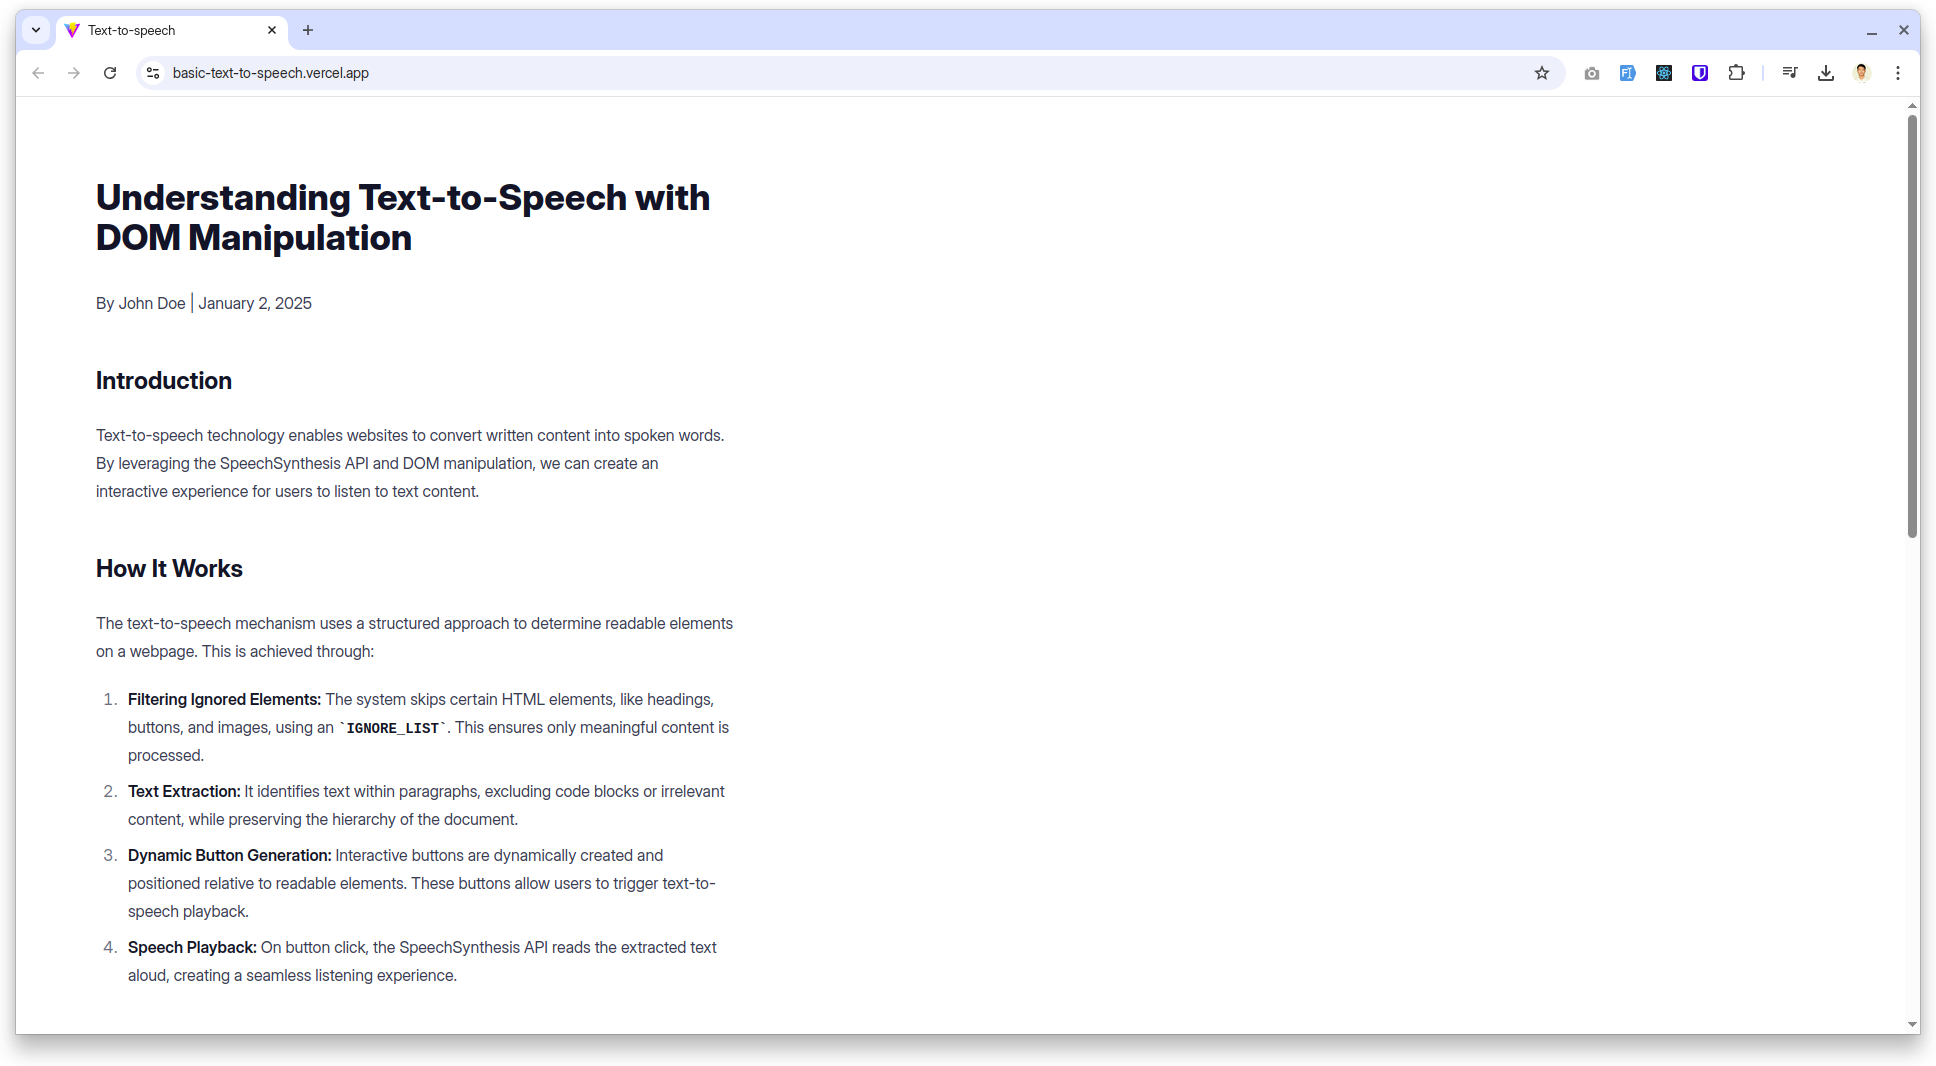 Text-to-speech
basic-text-to-speech.vercel.app
Understanding Text-to-Speech with
DOM Manipulation
By John Doe | January 2, 2025
Introduction
Text-to-speech technology enables websites to convert written content into spoken words.
By leveraging the SpeechSynthesis API and DOM manipulation, we can create an
interactive experience for users to listen to text content.
How It Works
The text-to-speech mechanism uses a structured approach to determine readable elements
on a webpage. This is achieved through:
1. Filtering Ignored Elements: The system skips certain HTML elements, like headings,
buttons, and images, using an `IGNORE_LIST`. This ensures only meaningful content is
processed.
2. Text Extraction: It identifies text within paragraphs, excluding code blocks or irrelevant
content, while preserving the hierarchy of the document.
3. Dynamic Button Generation: Interactive buttons are dynamically created and
positioned relative to readable elements. These buttons allow users to trigger text-to-
speech playback.
4. Speech Playback: On button click, the SpeechSynthesis API reads the extracted text
aloud, creating a seamless listening experience.